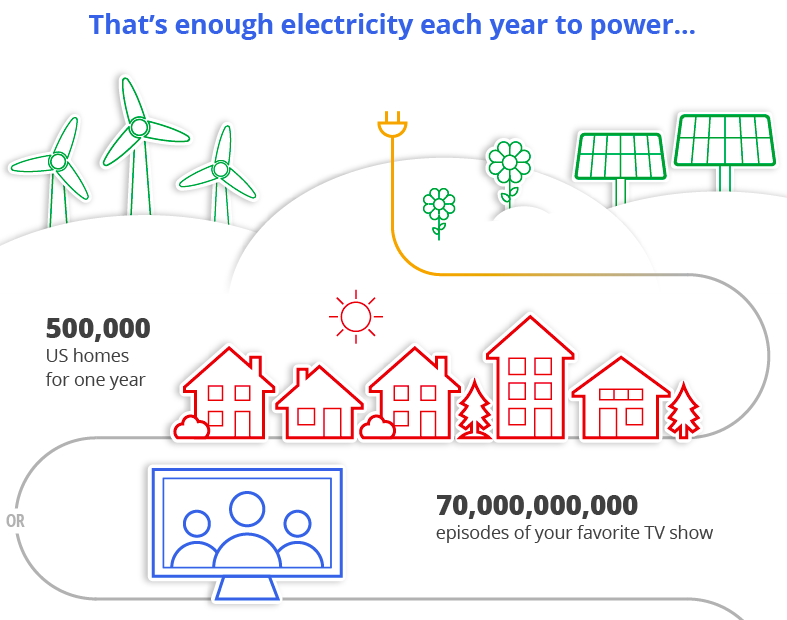 That's enough electricity each year to power...
500,000
US homes
for one year
OR
70,000,000,000
episodes of your favorite TV show